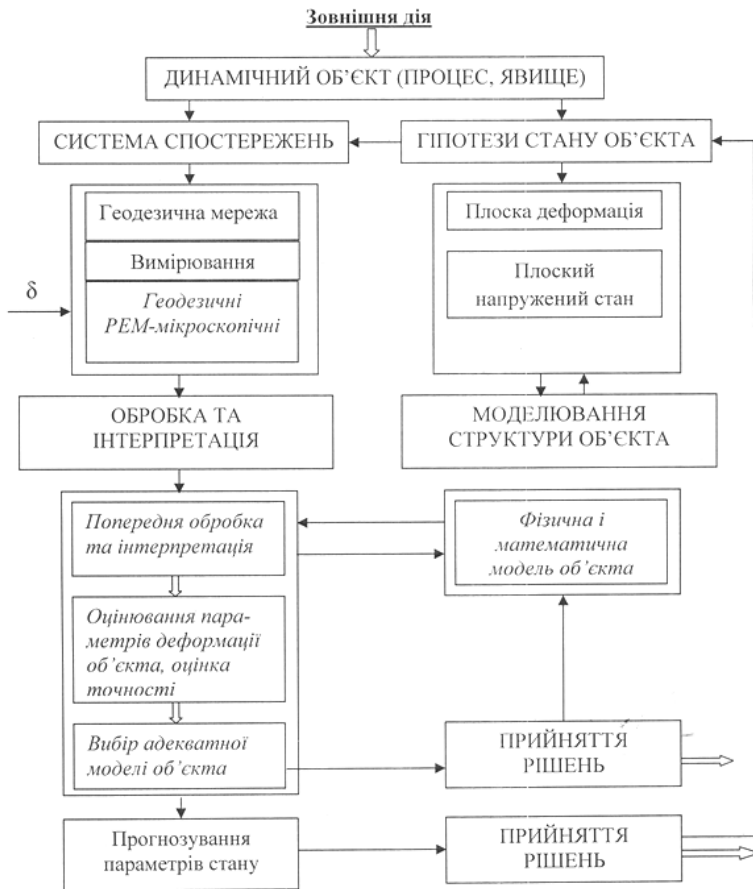 Зовнішня дія
ДИНАМІЧНИЙ ОБ’ЄКТ (ПРОЦЕС, ЯВИЩЕ)
СИСТЕМА СПОСТЕРЕЖЕНЬ
ГІПОТЕЗИ СТАНУ ОБ’ЄКТА
Геодезична мережа
Вимірювання
Геодезичні
РЕМ-мікроскопічні
δ
Плоска деформація
Плоский
напружений стан
ОБРОБКА ТА
ІНТЕРПРЕТАЦІЯ
МОДЕЛЮВАННЯ
СТРУКТУРИ ОБ’ЄКТА
Попередня обробка
та інтерпретація
Фізична і
математична
модель об’єкта
Оцінювання пара-
метрів деформації
об’єкта, оцінка
точності
Вибір адекватної
моделі об’єкта
ПРИЙНЯТТЯ
РІШЕНЬ
Прогнозування
параметрів стану
ПРИЙНЯТТЯ
РІШЕНЬ